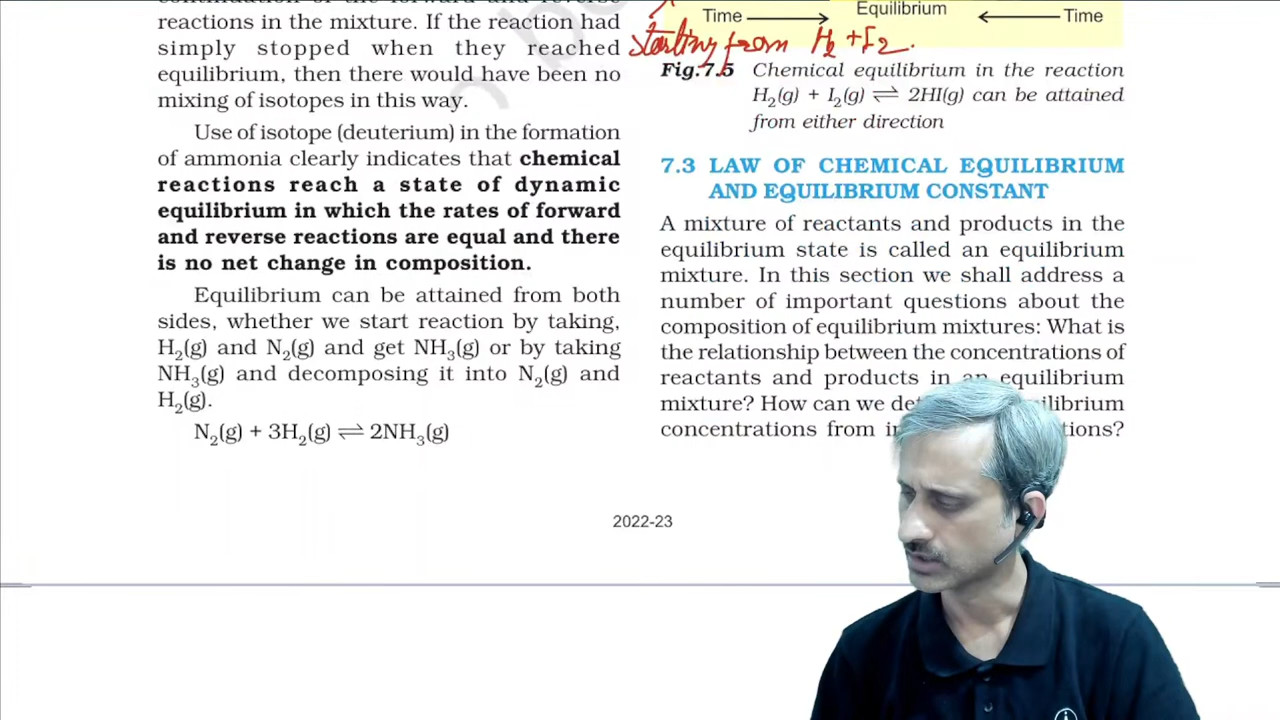 continuation of the forward and reverse
reactions in the mixture. If the reaction had
simply stopped when they reached
equilibrium, then there would have been no
mixing of isotopes in this way.
Use of isotope (deuterium) in the formation
of ammonia clearly indicates that chemical
reactions reach a state of dynamic
equilibrium in which the rates of forward
and reverse reactions are equal and there
is no net change in composition.
Equilibrium can be attained from both
sides, whether we start reaction by taking,
H₂(g) and N₂(g) and get NH₃(g) or by taking
NH₃(g) and decomposing it into N₂(g) and
H₂(g).
N₂(g) + 3H₂(g) ⇌ 2NH₃(g)
Time Equilibrium Time
starting from H₂ + I₂.
Fig.7.5 Chemical equilibrium in the reaction
H₂(g) + I₂(g) ⇌ 2HI(g) can be attained
from either direction
7.3 LAW OF CHEMICAL EQUILIBRIUM
AND EQUILIBRIUM CONSTANT
A mixture of reactants and products in the
equilibrium state is called an equilibrium
mixture. In this section we shall address a
number of important questions about the
composition of equilibrium mixtures: What is
the relationship between the concentrations of
reactants and products in an equilibrium
mixture? How can we
concentrations from
2022-23